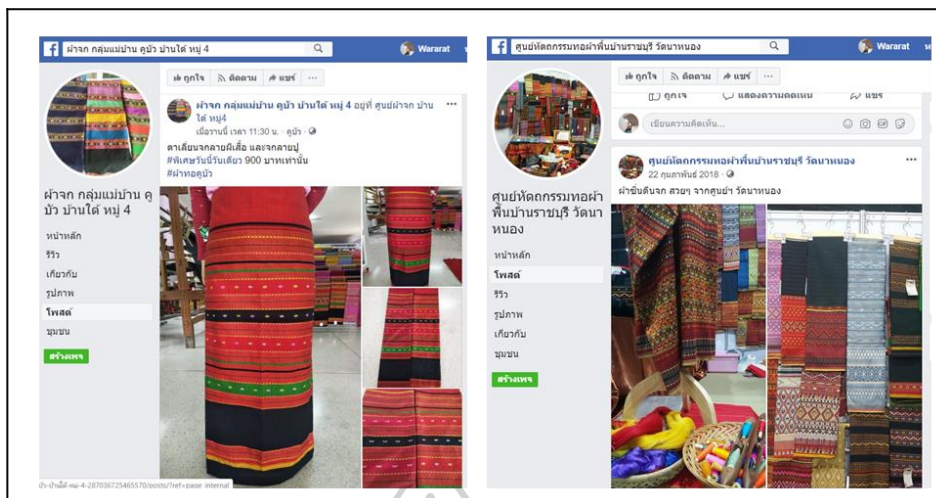 ผ้าจก กลุ่มแม่บ้าน คูบัว บ้านใต้ หมู่ 4
Wararat
ถูกใจ ติดตาม แชร์ ...
ผ้าจก กลุ่มแม่บ้าน คูบัว บ้านใต้ หมู่ 4 อยู่ที่ ศูนย์ผ้าจก บ้าน
ใต้ หมู่4
เมื่อวานนี้ เวลา 11:30 น. · คูบัว ·
ตาเลี่ยนจกลายผีเสื้อ และจกลายปู
#พิเศษวันนี้วันเดียว 900 บาทเท่านั้น
#ผ้าทอคูบัว
ผ้าจก กลุ่มแม่บ้าน คู
บัว บ้านใต้ หมู่ 4
หน้าหลัก
รีวิว
เกี่ยวกับ
รูปภาพ
โพสต์
ชุมชน
สร้างเพจ
บัว-บ้านใต้-หมู่-4-287036725465570/posts/?ref=page_internal
ศูนย์หัตถกรรมทอผ้าพื้นบ้านราชบุรี วัดนาหนอง
Wararat
ถูกใจ ติดตาม แชร์ ...
ถูกใจ แสดงความคิดเห็น แชร์
เขียนความคิดเห็น...
ศูนย์หัตถกรรมทอผ้าพื้นบ้านราชบุรี วัดนาหนอง
22 กุมภาพันธ์ 2018 ·
ผ้าซิ่นตีนจก สวยๆ จากศูนย์ฯ วัดนาหนอง
ศูนย์หัตถกรรมทอผ้า
พื้นบ้านราชบุรี วัดนา
หนอง
หน้าหลัก
โพสต์
รีวิว
รูปภาพ
เกี่ยวกับ
ชุมชน
สร้างเพจ